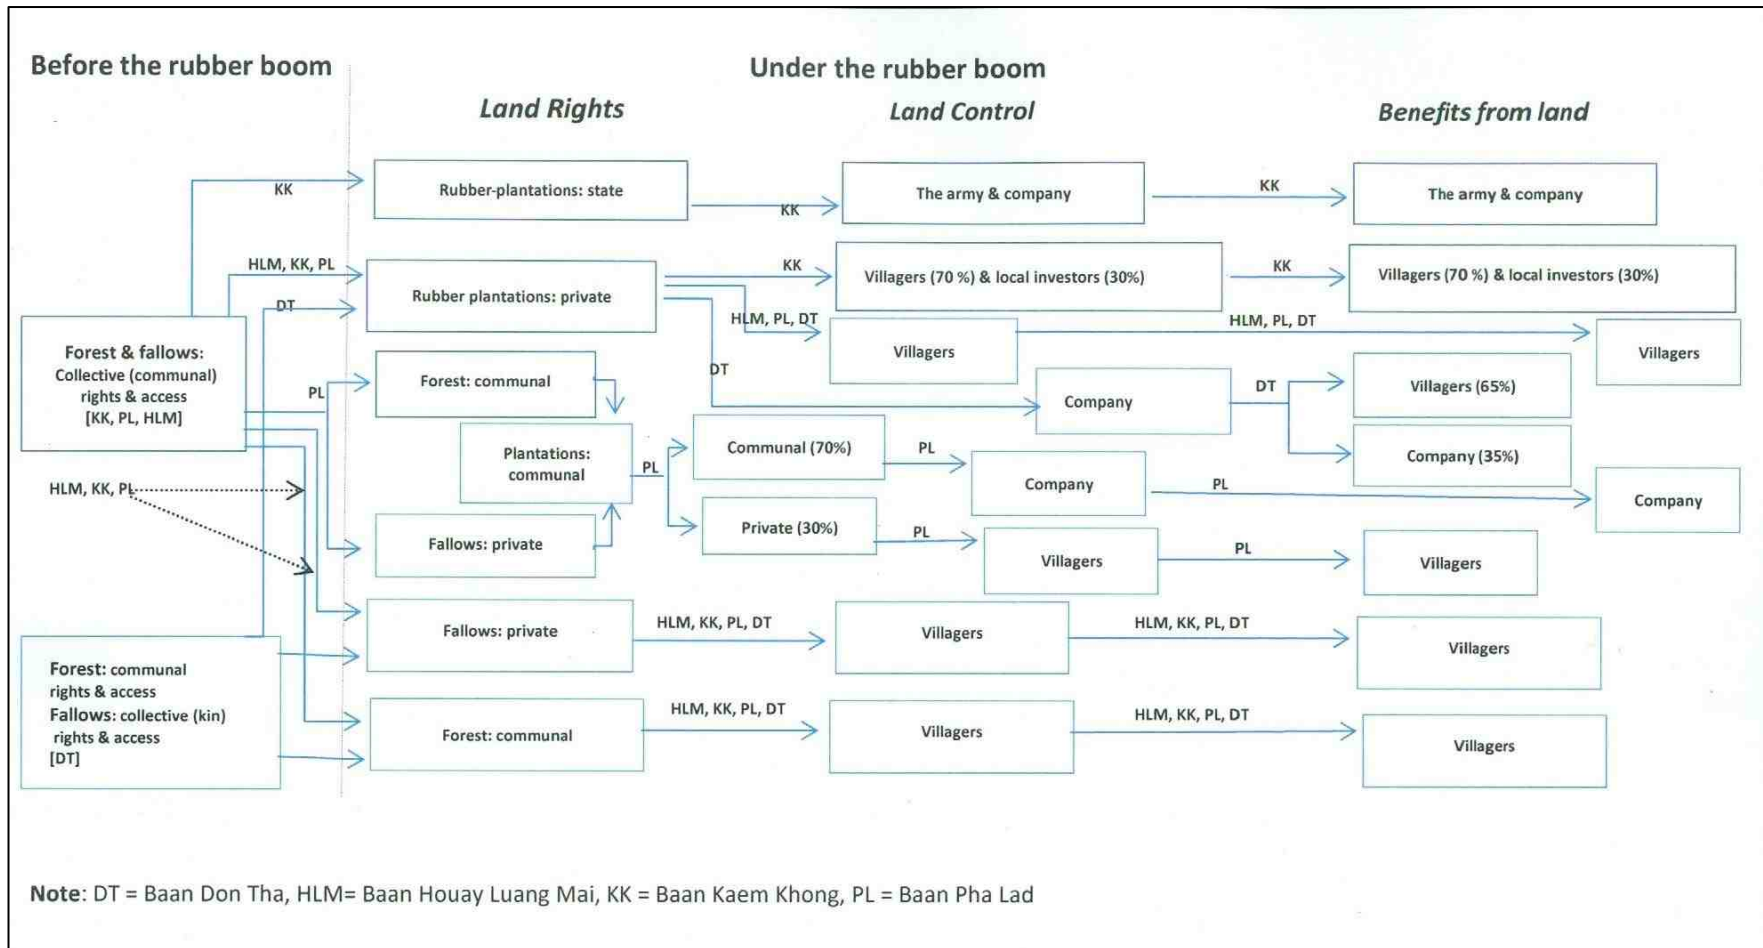 Before the rubber boom
Under the rubber boom
Land Rights
Land Control
Benefits from land
KK
Rubber-plantations: state
KK
The army & company
KK
The army & company
HLM, KK, PL
DT
Rubber plantations: private
KK
Villagers (70 %) & local investors (30%)
KK
Villagers (70 %) & local investors (30%)
HLM, PL, DT
Villagers
HLM, PL, DT
Villagers
DT
Company
DT
Villagers (65%)
Company (35%)
Forest & fallows:
Collective (communal)
rights & access
[KK, PL, HLM]
PL
Forest: communal
Plantations:
communal
PL
Communal (70%)
PL
Company
PL
Company
HLM, KK, PL
Fallows: private
Private (30%)
PL
Villagers
PL
Villagers
Fallows: private
HLM, KK, PL, DT
Villagers
HLM, KK, PL, DT
Villagers
Forest: communal
rights & access
Fallows: collective (kin)
rights & access
[DT]
Forest: communal
HLM, KK, PL, DT
Villagers
HLM, KK, PL, DT
Villagers
Note: DT = Baan Don Tha, HLM= Baan Houay Luang Mai, KK = Baan Kaem Khong, PL = Baan Pha Lad